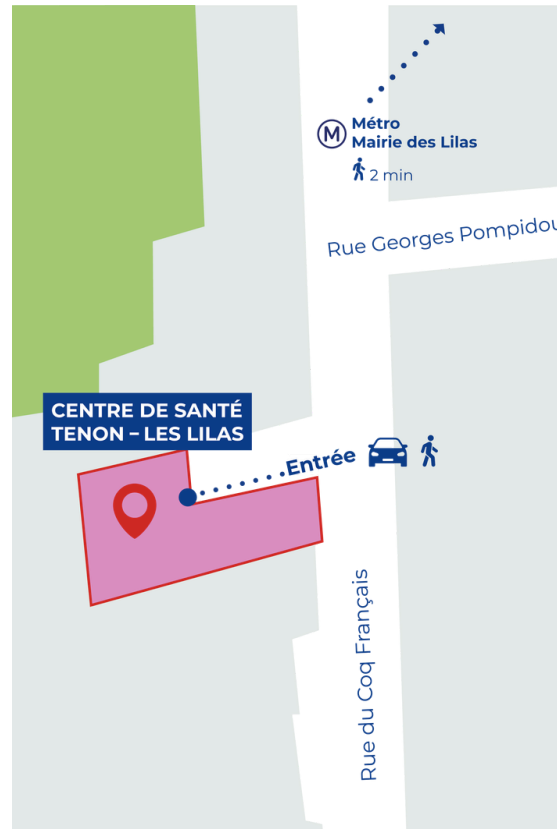 M
Métro
Mairie des Lilas
2 min
Rue Georges Pompidou
CENTRE DE SANTÉ
TENON – LES LILAS
Entrée
Rue du Coq Français